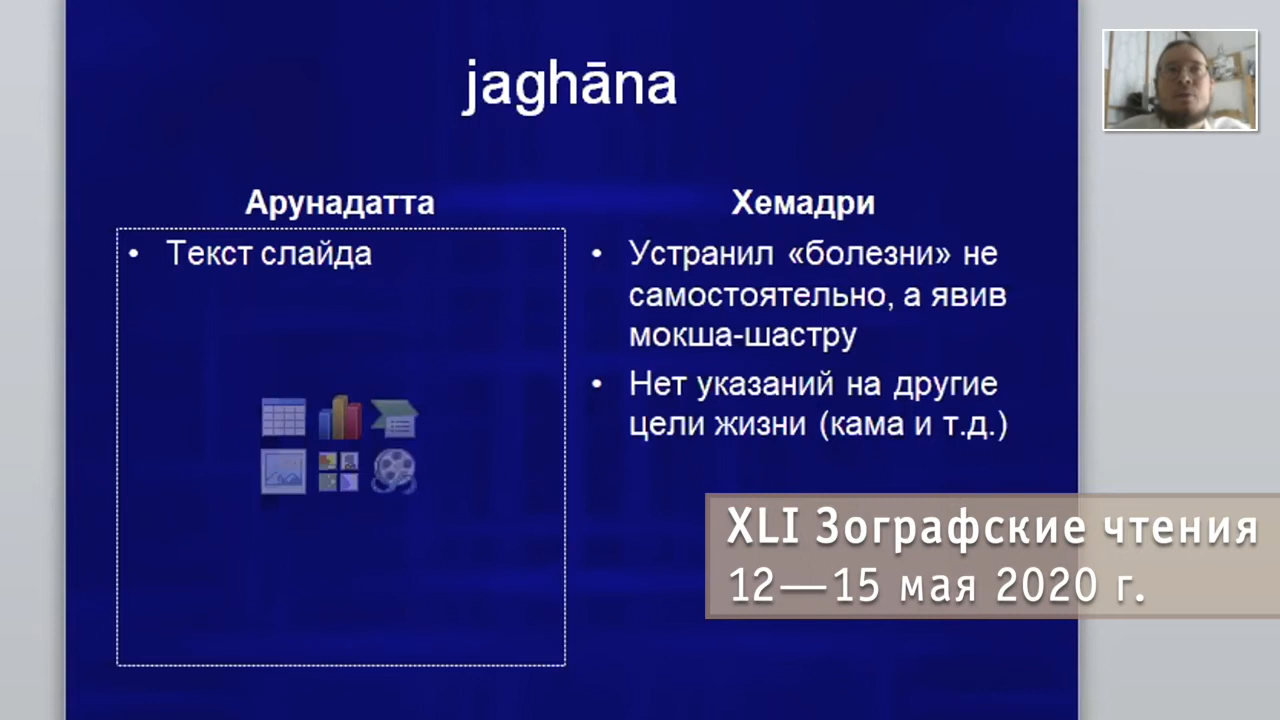 jaghāna
Арунадатта
• Текст слайда
Хемадри
• Устранил «болезни» не
самостоятельно, а явив
мокша-шастру
• Нет указаний на другие
цели жизни (кама и т.д.)
XLI Зографские чтения
12—15 мая 2020 г.